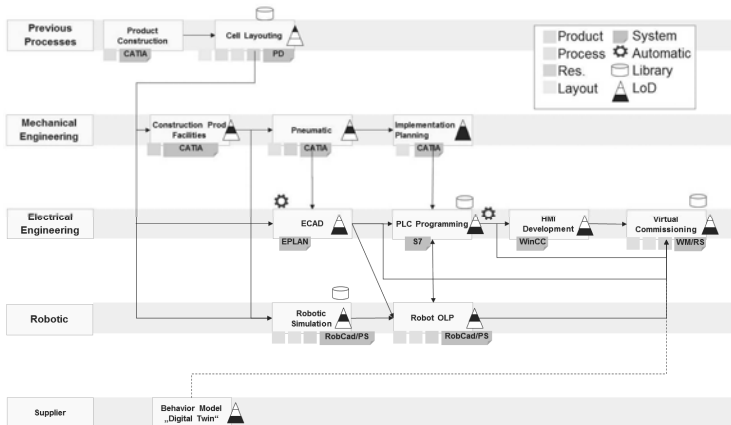 Previous
Processes
Product
Construction
CATIA
Cell Layouting
PD
Product
System
Process
Automatic
Res.
Library
Layout
LoD
Mechanical
Engineering
Construction Prod
Facilities
CATIA
Pneumatic
CATIA
Implementation
Planning
CATIA
Electrical
Engineering
ECAD
EPLAN
PLC Programming
S7
HMI
Development
WinCC
Virtual
Commissioning
WM/RS
Robotic
Robotic
Simulation
RobCad/PS
Robot OLP
RobCad/PS
Supplier
Behavior Model
„Digital Twin“